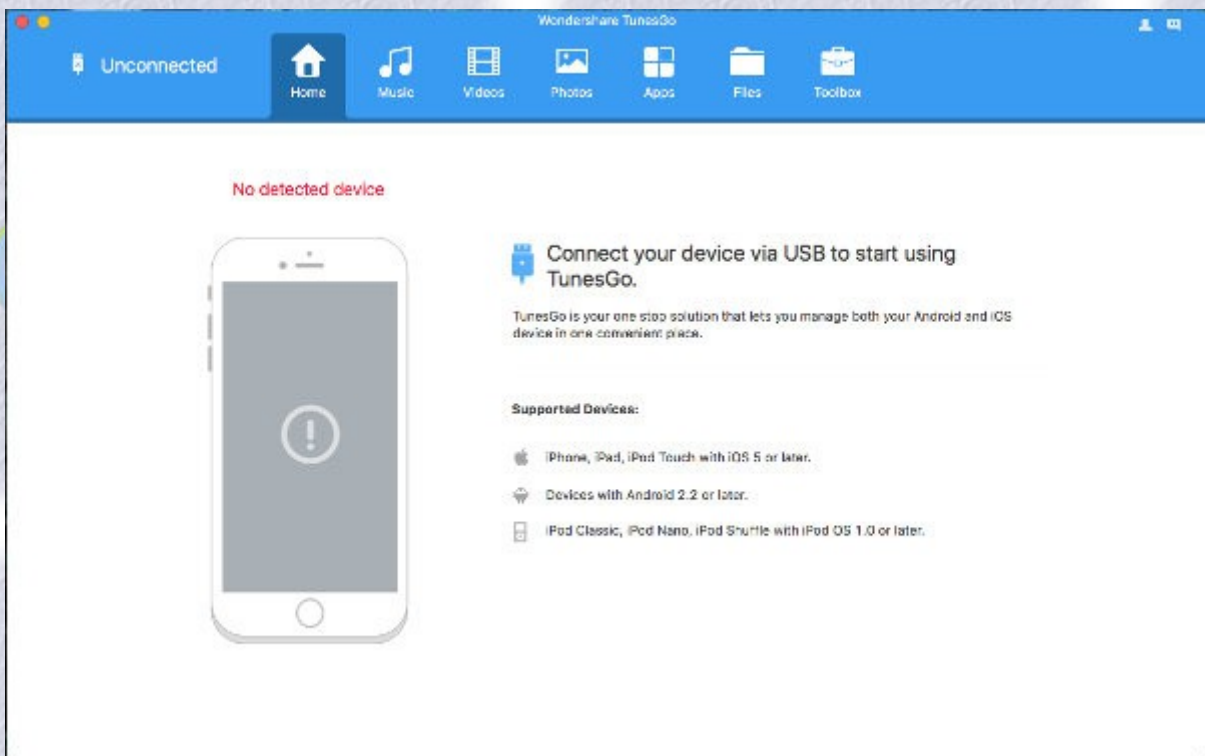 Wondershare TunesGo
Unconnected
Home
Music
Videos
Photos
Apps
Files
Toolbox
No detected device
Connect your device via USB to start using
TunesGo.
TunesGo is your one stop solution that lets you manage both your Android and iOS
device in one convenient place.
Supported Devices:
iPhone, iPad, iPod Touch with iOS 5 or later.
Devices with Android 2.2 or later.
iPod Classic, iPod Nano, iPod Shuffle with iPod OS 1.0 or later.